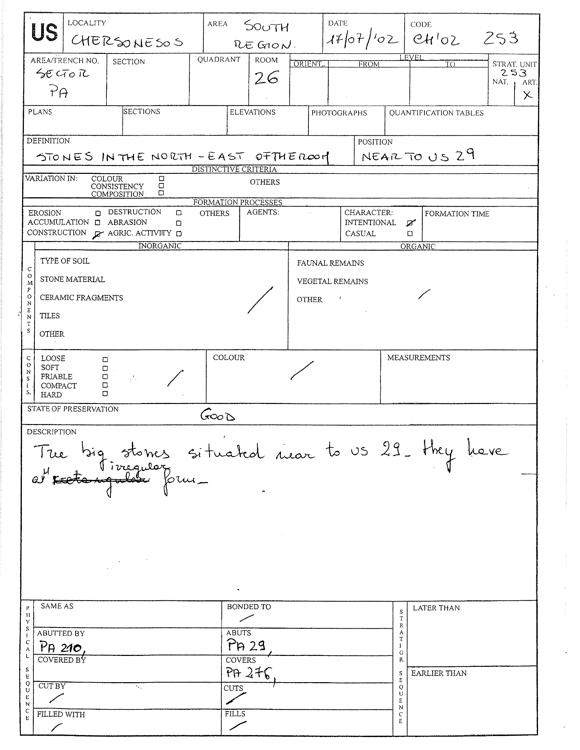 US
LOCALITY
CHERSONESOS
AREA SOUTH
REGION
DATE
17/07/'02
CODE
CH'02 253
AREA/TRENCH NO.
SECTOR
PA
SECTION
QUADRANT
ROOM
26
LEVEL
ORIENT. FROM TO
STRAT. UNIT
253
NAT. ART.
X
PLANS
SECTIONS
ELEVATIONS
PHOTOGRAPHS
QUANTIFICATION TABLES
DEFINITION
STONES IN THE NORTH-EAST OF THE ROOM
POSITION
NEAR TO US 29
DISTINCTIVE CRITERIA
VARIATION IN: COLOUR
CONSISTENCY
COMPOSITION
OTHERS
FORMATION PROCESSES
EROSION DESTRUCTION OTHERS
ACCUMULATION ABRASION
CONSTRUCTION AGRIC. ACTIVITY
AGENTS:
CHARACTER:
INTENTIONAL
CASUAL
FORMATION TIME
COMPONENTS
INORGANIC
TYPE OF SOIL
STONE MATERIAL
CERAMIC FRAGMENTS
TILES
OTHER
ORGANIC
FAUNAL REMAINS
VEGETAL REMAINS
OTHER
CONSIS.
LOOSE
SOFT
FRIABLE
COMPACT
HARD
COLOUR
MEASUREMENTS
STATE OF PRESERVATION
GOOD
DESCRIPTION
Tre big stones situated near to US 29_ they have
irregular
an rectangular form_
PHYSICAL SEQUENCE
SAME AS
BONDED TO
ABUTTED BY
PA 210,
ABUTS
PA 29,
COVERED BY
COVERS
PA 276,
CUT BY
CUTS
FILLED WITH
FILLS
STRATIGR. SEQUENCE
LATER THAN
EARLIER THAN